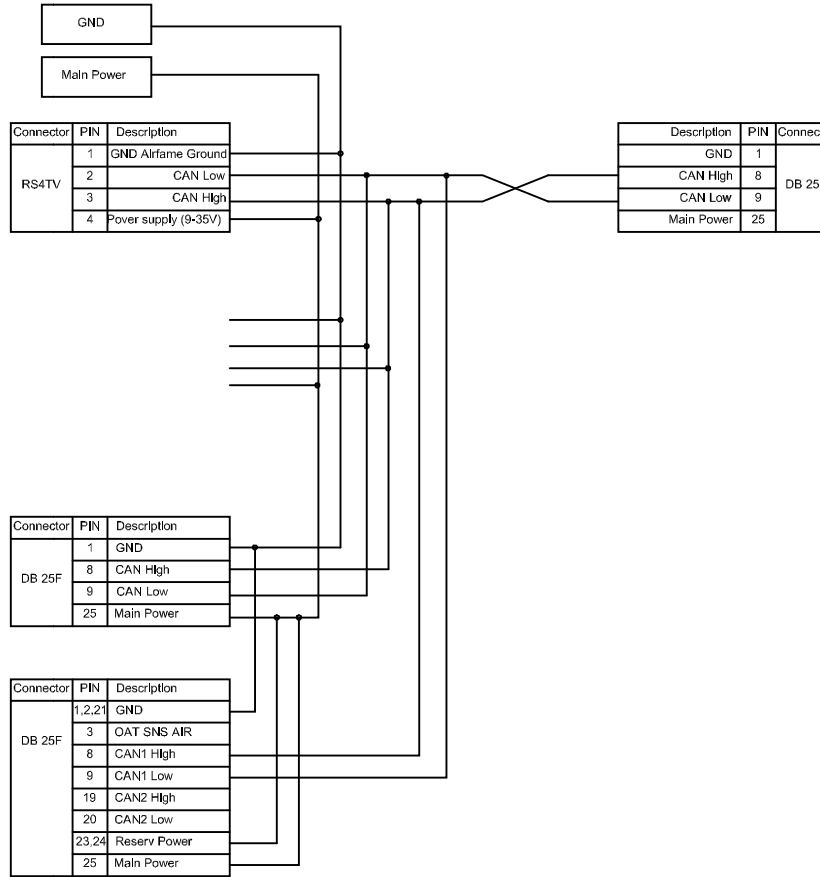 GND
Main Power
Connector PIN Description
1 GND Airfame Ground
2 CAN Low
RS4TV
3 CAN High
4 Pover supply (9-35V)
Description PIN Connec
GND 1
CAN High 8
DB 25
CAN Low 9
Main Power 25
Connector PIN Description
1 GND
8 CAN High
DB 25F
9 CAN Low
25 Main Power
Connector PIN Description
1,2,21 GND
3 OAT SNS AIR
DB 25F
8 CAN1 High
9 CAN1 Low
19 CAN2 High
20 CAN2 Low
23,24 Reserv Power
25 Main Power